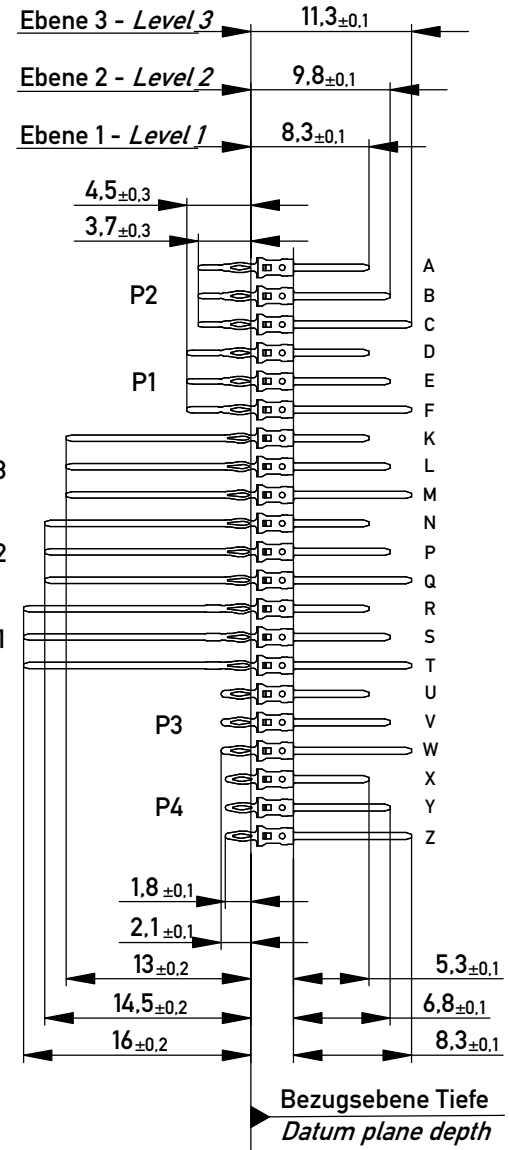 Ebene 3 - Level 3
11,3±0,1
Ebene 2 - Level 2
9,8±0,1
Ebene 1 - Level 1
8,3±0,1
4,5±0,3
3,7±0,3
A
P2
B
C
D
P1
E
F
K
3
L
M
N
2
P
Q
R
1
S
T
U
P3
V
W
X
P4
Y
Z
1,8 ±0,1
2,1 ±0,1
13±0,2
5,3±0,1
14,5±0,2
6,8±0,1
16±0,2
8,3±0,1
Bezugsebene Tiefe
Datum plane depth